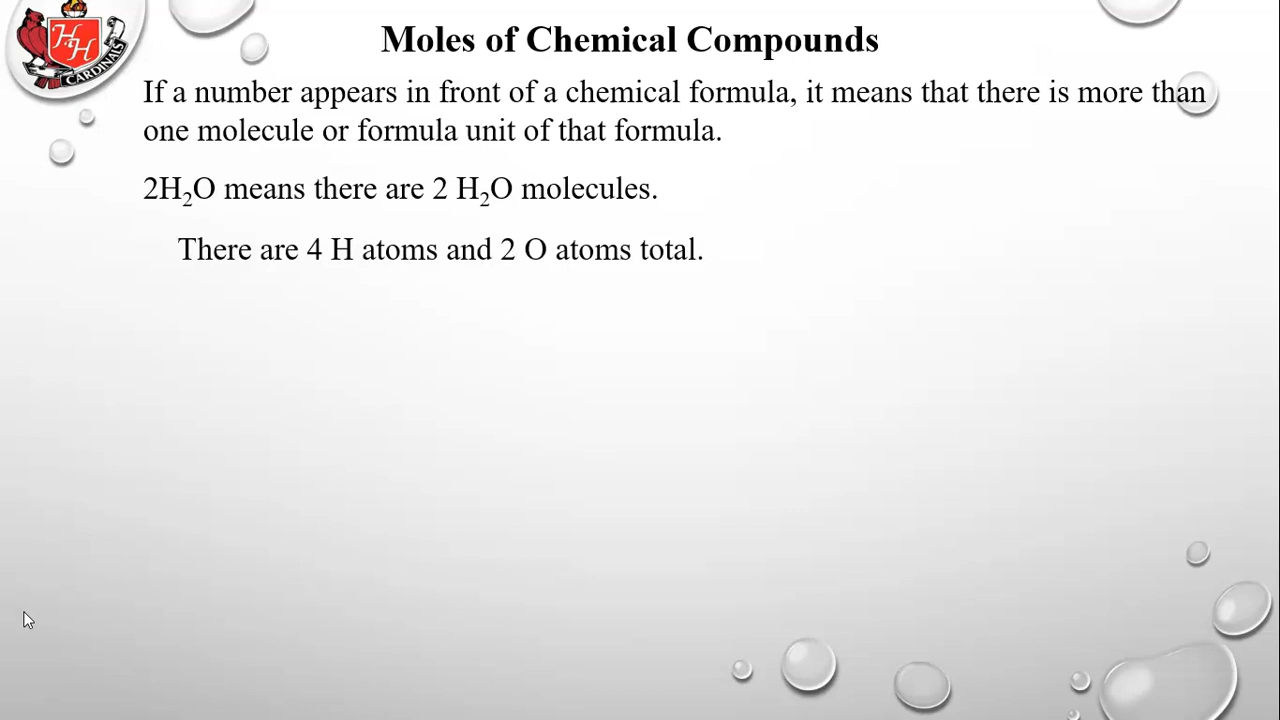 H
H
CARDINALS
Moles of Chemical Compounds
If a number appears in front of a chemical formula, it means that there is more than
one molecule or formula unit of that formula.
2H₂O means there are 2 H₂O molecules.
There are 4 H atoms and 2 O atoms total.